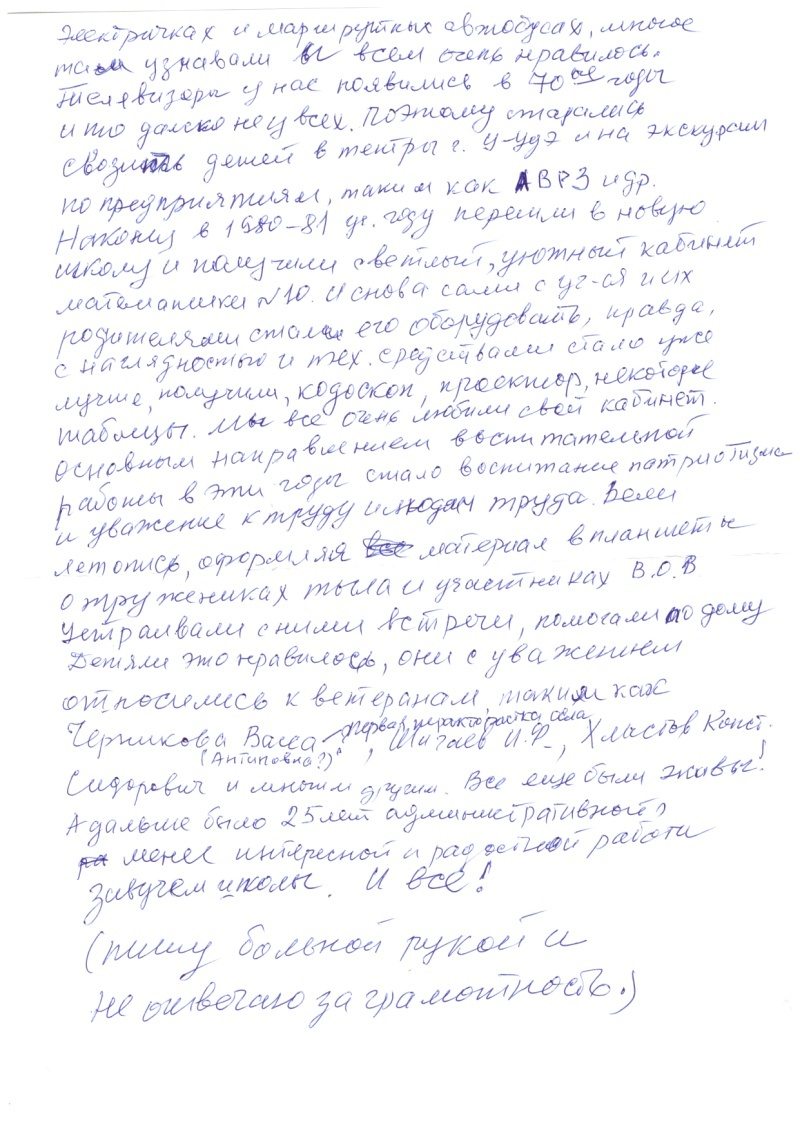 электричках и маршрутных автобусах, многое
там узнавали и всем очень нравилось.
Телевизоры у нас появились в 70ые годы
и то далеко не у всех. Поэтому старались
свозить детей в тетры г. У-Удэ и на экскурсии
по предприятиям, таким как АВРЗ и др.
Наконец в 1980-81 уч. году перешли в новую
школу и получили светлый, уютный кабинет
математики №10. И снова сами с уч-ся и их
родителями стали его оборудовать, правда,
с наглядностью и тех. средствами стало уже
лучше, получили, кодоскоп, проектор, некоторые
таблицы. Мы все очень любили свой кабинет.
Основным направлением воспитательной
работы в эти годы стало воспитание патриотизма
и уважение к труду и людям труда. Вели
летопись, оформляя материал в планшеты
о тружениках тыла и участниках В.О.В
Устраивали с ними встречи, помогали по дому
Детям это нравилось, они с уважением
относились к ветеранам, таким как
первая трактористка села
Черникова Васса, Шигаев И.Ф., Хластов Конст.
(Антиповна?)
Сидорович и многим другим. Все еще были живы!
А дальше было 25 лет административной,
менее интересной и радостной работы
завучем школы. И всё!
(пишу больной рукой и
не отвечаю за грамотность.)